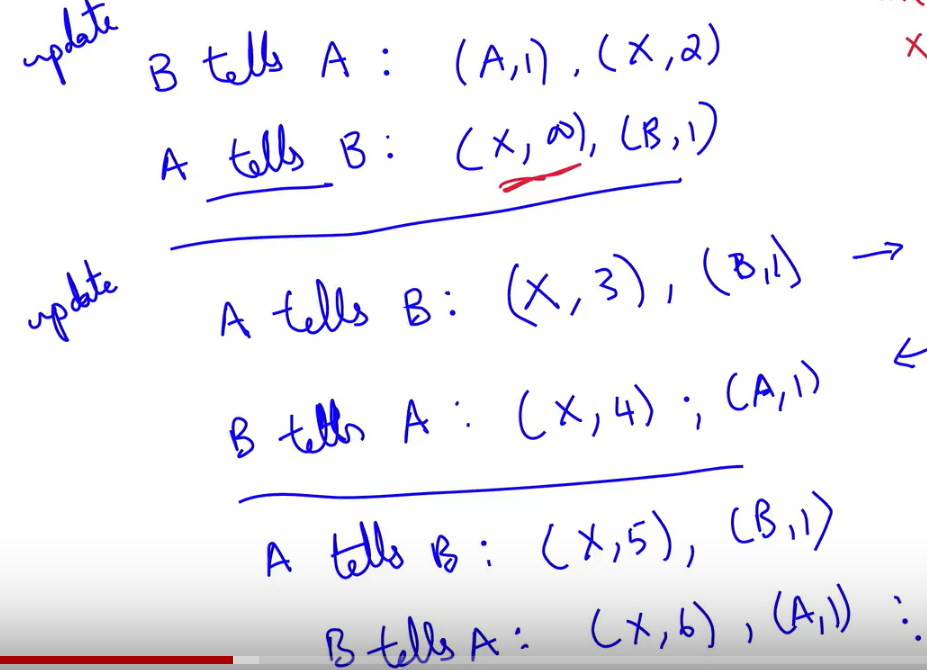 update
B tells A : (A,1) , (X,2)
X
A tells B : (X,∞), (B,1)
update
A tells B : (X,3), (B,1) →
←
B tells A : (X,4) ; (A,1)
A tells B : (X,5), (B,1)
B tells A : (X,6) , (A,1) :.